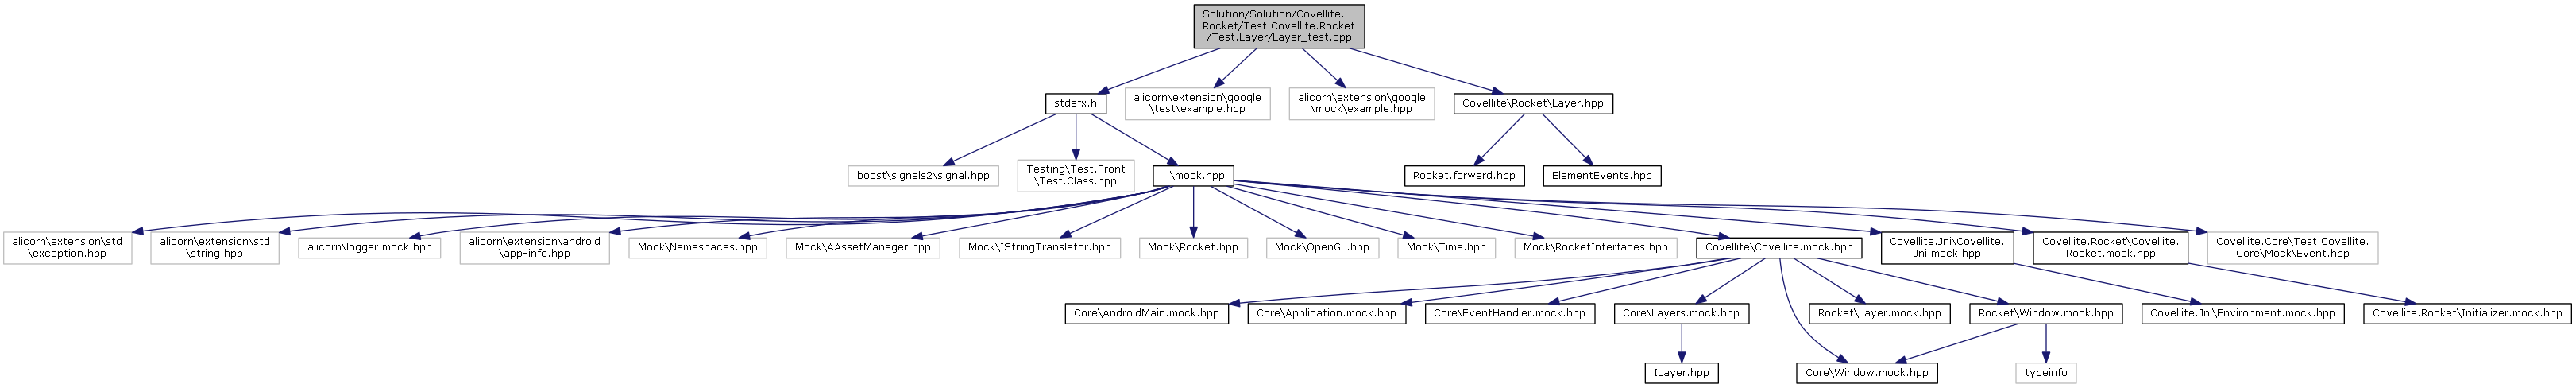 Solution/Solution/Covellite.
Rocket/Test.Covellite.Rocket
/Test.Layer/Layer_test.cpp
stdafx.h
alicorn\extension\google
\test\example.hpp
alicorn\extension\google
\mock\example.hpp
Covellite\Rocket\Layer.hpp
boost\signals2\signal.hpp
Testing\Test.Front
\Test.Class.hpp
..\mock.hpp
Rocket.forward.hpp
ElementEvents.hpp
alicorn\extension\std
\exception.hpp
alicorn\extension\std
\string.hpp
alicorn\logger.mock.hpp
alicorn\extension\android
\app-info.hpp
Mock\Namespaces.hpp
Mock\AAssetManager.hpp
Mock\IStringTranslator.hpp
Mock\Rocket.hpp
Mock\OpenGL.hpp
Mock\Time.hpp
Mock\RocketInterfaces.hpp
Covellite\Covellite.mock.hpp
Covellite.Jni\Covellite.
Jni.mock.hpp
Covellite.Rocket\Covellite.
Rocket.mock.hpp
Covellite.Core\Test.Covellite.
Core\Mock\Event.hpp
Core\AndroidMain.mock.hpp
Core\Application.mock.hpp
Core\EventHandler.mock.hpp
Core\Layers.mock.hpp
Rocket\Layer.mock.hpp
Rocket\Window.mock.hpp
Covellite.Jni\Environment.mock.hpp
Covellite.Rocket\Initializer.mock.hpp
ILayer.hpp
Core\Window.mock.hpp
typeinfo